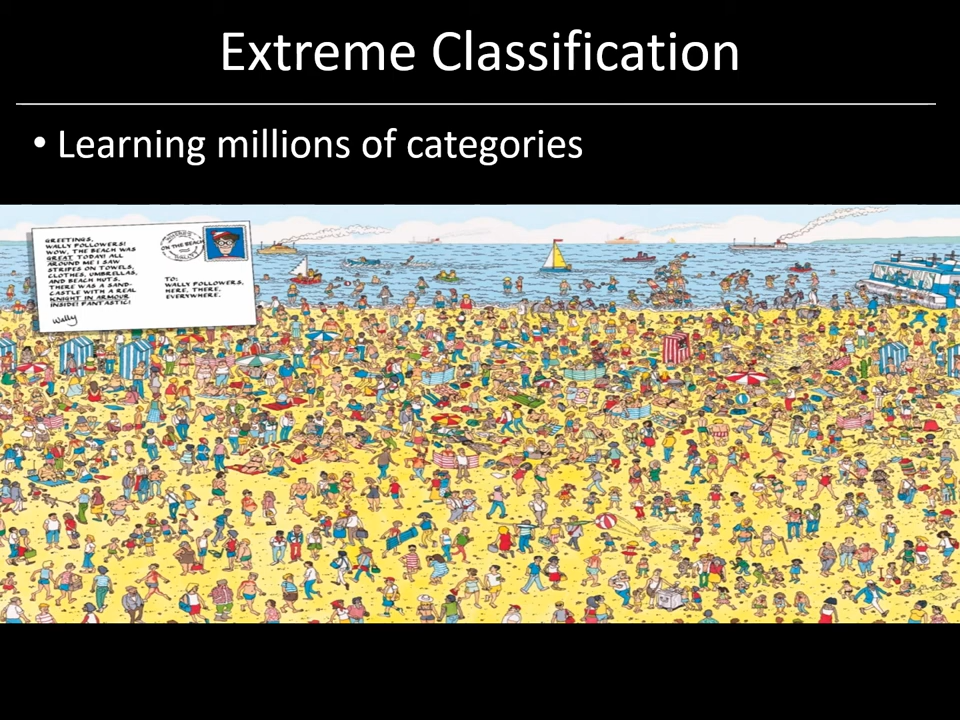 Extreme Classification
• Learning millions of categories
GREETINGS,
WALLY FOLLOWERS!
WOW, THE BEACH WAS
GREAT TODAY! ALL
AROUND ME I SAW
STRIPES ON TOWELS,
CLOTHES, UMBRELLAS,
AND BEACH HUTS.
THERE WAS A SAND-
CASTLE WITH A REAL
KNIGHT IN ARMOUR
INSIDE! FANTASTIC!
Wally
ON THE BEACH
TO:
WALLY FOLLOWERS,
HERE, THERE,
EVERYWHERE.